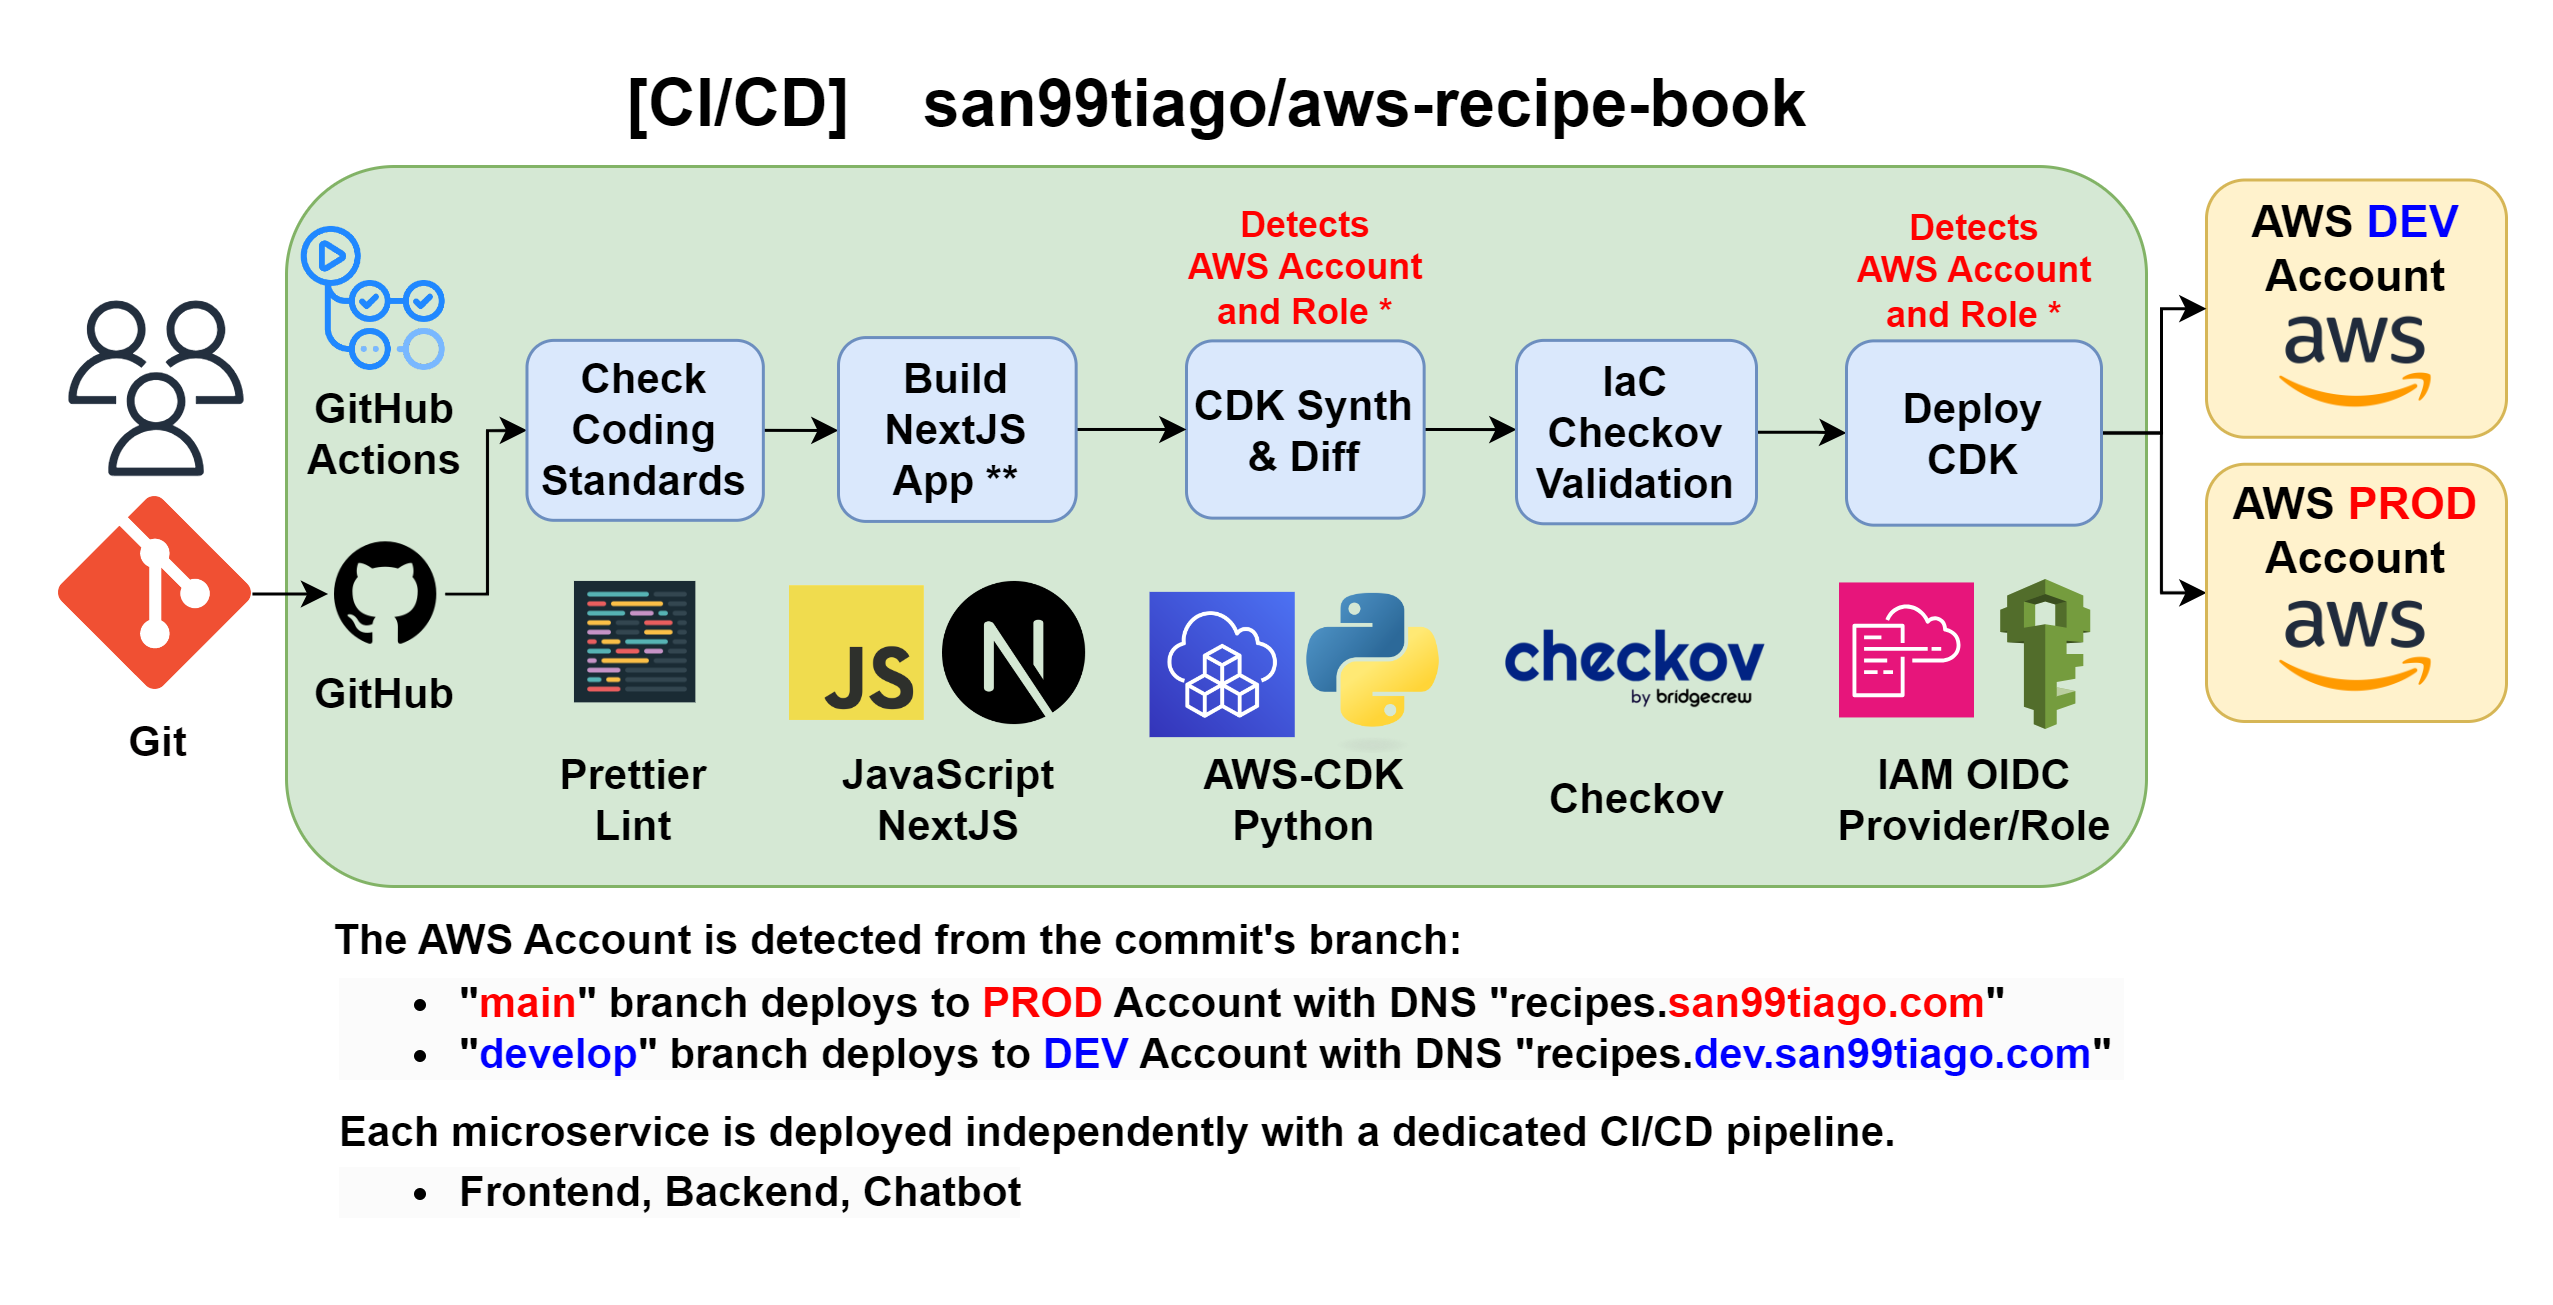 [CI/CD] san99tiago/aws-recipe-book
GitHub
Actions
Git
GitHub
Check
Coding
Standards
Prettier
Lint
Build
NextJS
App **
JS
N
JavaScript
NextJS
Detects
AWS Account
and Role *
CDK Synth
& Diff
AWS-CDK
Python
IaC
Checkov
Validation
checkov
by bridgecrew
Checkov
Detects
AWS Account
and Role *
Deploy
CDK
IAM OIDC
Provider/Role
AWS DEV
Account
aws
AWS PROD
Account
aws
The AWS Account is detected from the commit's branch:
• "main" branch deploys to PROD Account with DNS "recipes.san99tiago.com"
• "develop" branch deploys to DEV Account with DNS "recipes.dev.san99tiago.com"
Each microservice is deployed independently with a dedicated CI/CD pipeline.
• Frontend, Backend, Chatbot